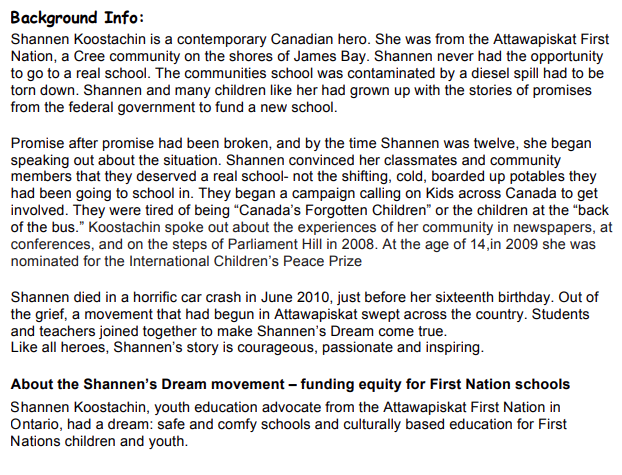 Background Info:
Shannen Koostachin is a contemporary Canadian hero. She was from the Attawapiskat First
Nation, a Cree community on the shores of James Bay. Shannen never had the opportunity
to go to a real school. The communities school was contaminated by a diesel spill had to be
torn down. Shannen and many children like her had grown up with the stories of promises
from the federal government to fund a new school.
Promise after promise had been broken, and by the time Shannen was twelve, she began
speaking out about the situation. Shannen convinced her classmates and community
members that they deserved a real school- not the shifting, cold, boarded up potables they
had been going to school in. They began a campaign calling on Kids across Canada to get
involved. They were tired of being “Canada’s Forgotten Children” or the children at the “back
of the bus.” Koostachin spoke out about the experiences of her community in newspapers, at
conferences, and on the steps of Parliament Hill in 2008. At the age of 14,in 2009 she was
nominated for the International Children’s Peace Prize
Shannen died in a horrific car crash in June 2010, just before her sixteenth birthday. Out of
the grief, a movement that had begun in Attawapiskat swept across the country. Students
and teachers joined together to make Shannen’s Dream come true.
Like all heroes, Shannen’s story is courageous, passionate and inspiring.
About the Shannen’s Dream movement – funding equity for First Nation schools
Shannen Koostachin, youth education advocate from the Attawapiskat First Nation in
Ontario, had a dream: safe and comfy schools and culturally based education for First
Nations children and youth.